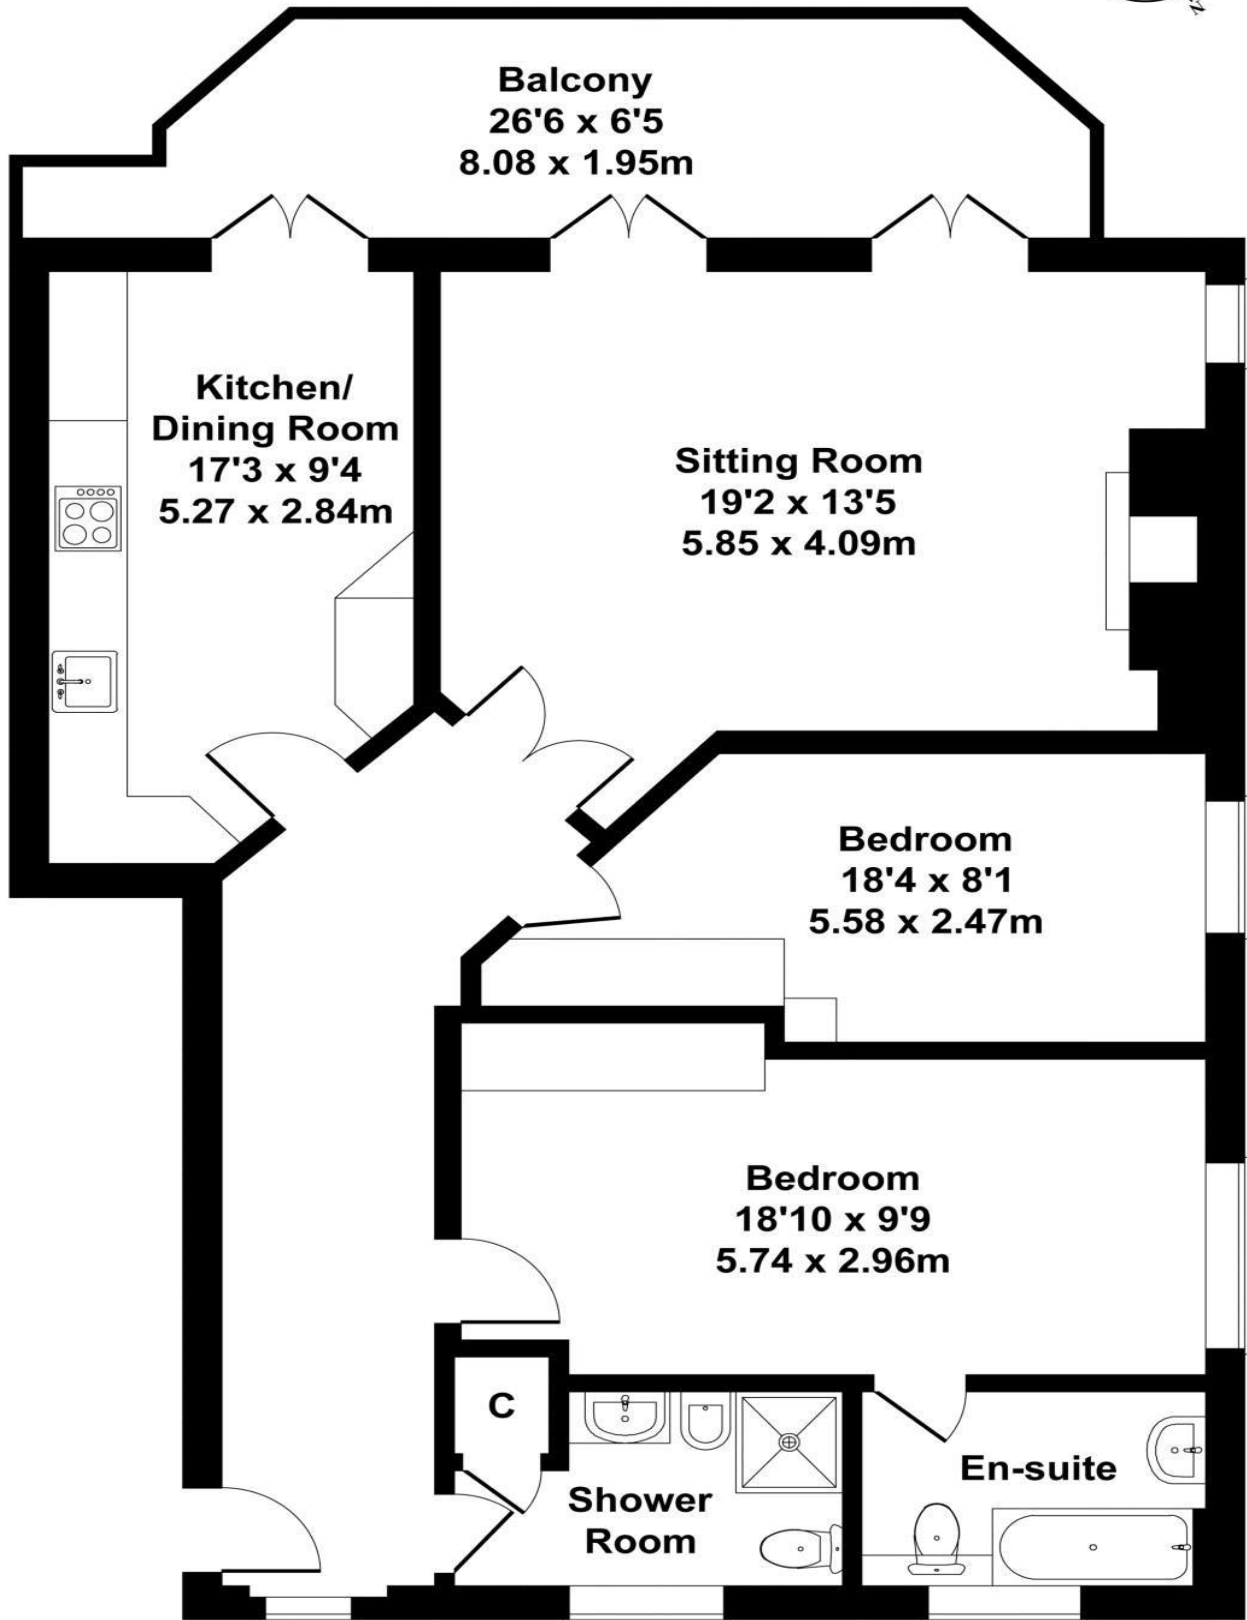 N
Balcony
26'6 x 6'5
8.08 x 1.95m
Kitchen/
Dining Room
17'3 x 9'4
5.27 x 2.84m
Sitting Room
19'2 x 13'5
5.85 x 4.09m
Bedroom
18'4 x 8'1
5.58 x 2.47m
Bedroom
18'10 x 9'9
5.74 x 2.96m
C
Shower
Room
En-suite